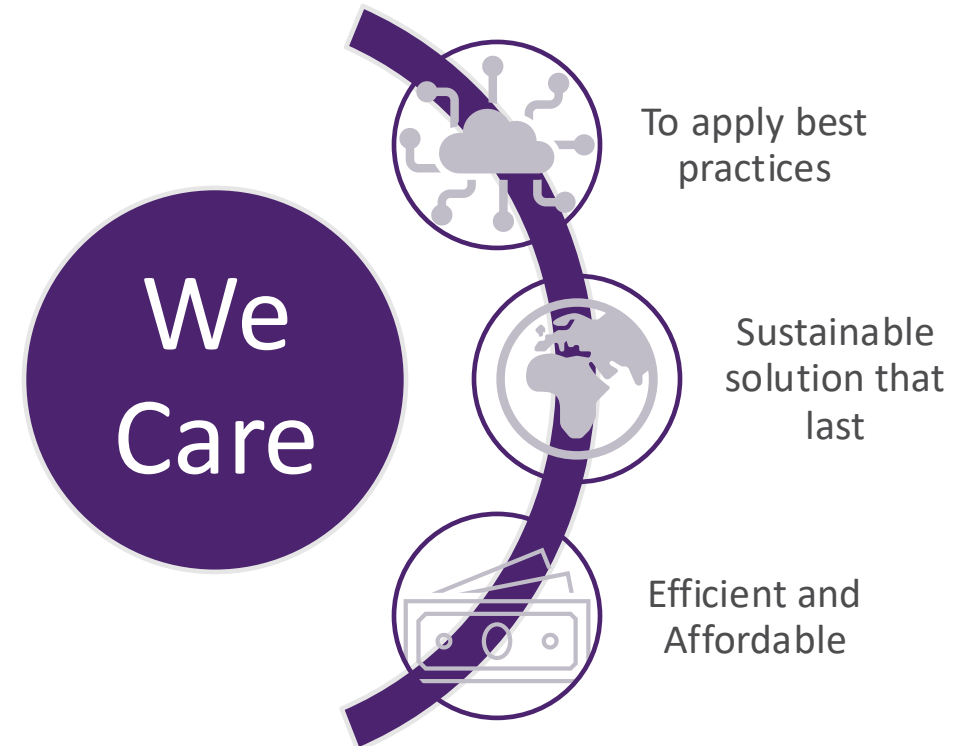 We
Care
To apply best
practices
Sustainable
solution that
last
Efficient and
Affordable